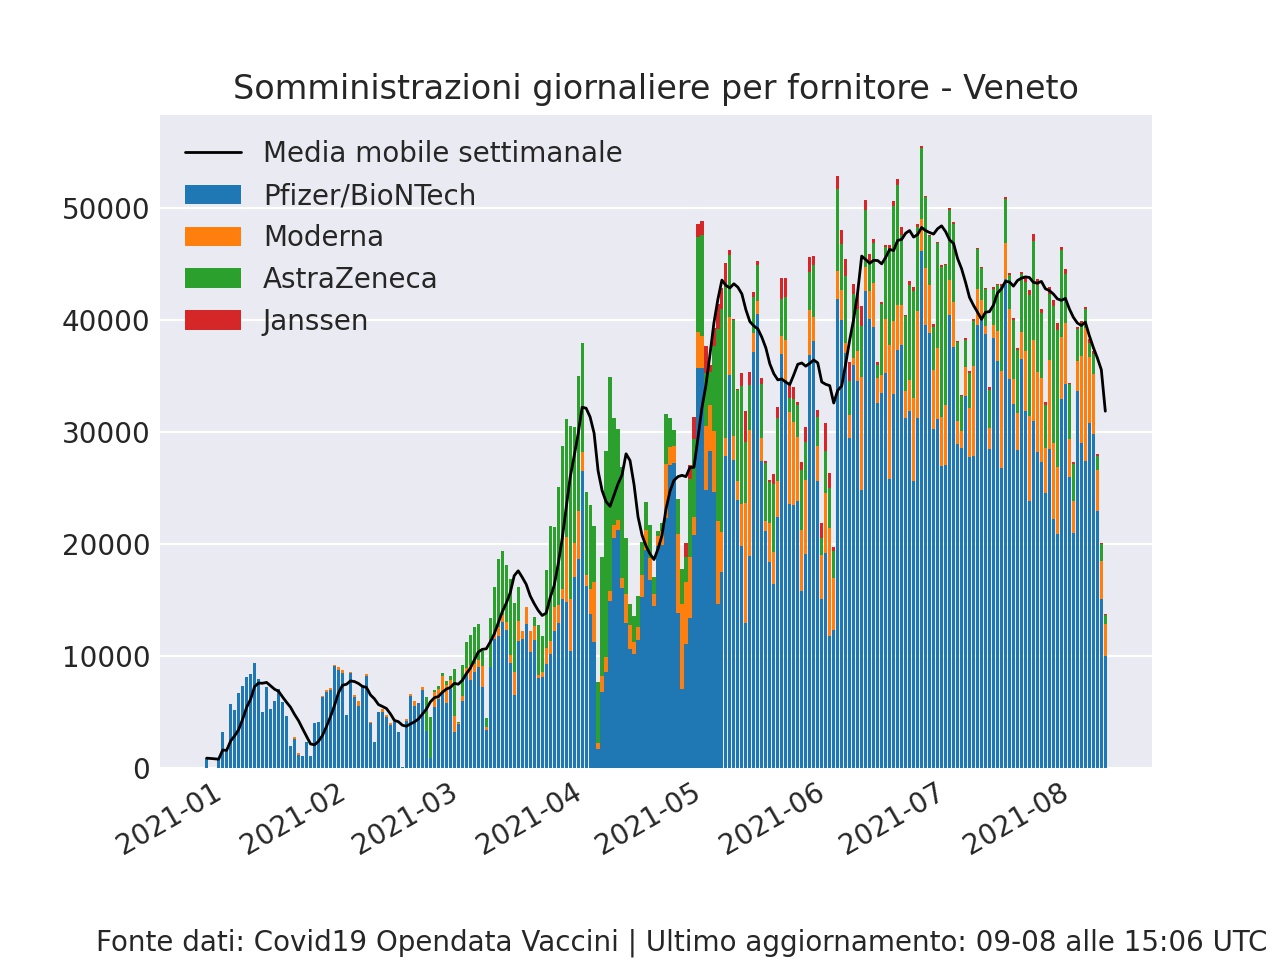 Somministrazioni giornaliere per fornitore - Veneto
Media mobile settimanale
Pfizer/BioNTech
Moderna
AstraZeneca
Janssen
50000
40000
30000
20000
10000
0
2021-01
2021-02
2021-03
2021-04
2021-05
2021-06
2021-07
2021-08
Fonte dati: Covid19 Opendata Vaccini | Ultimo aggiornamento: 09-08 alle 15:06 UTC